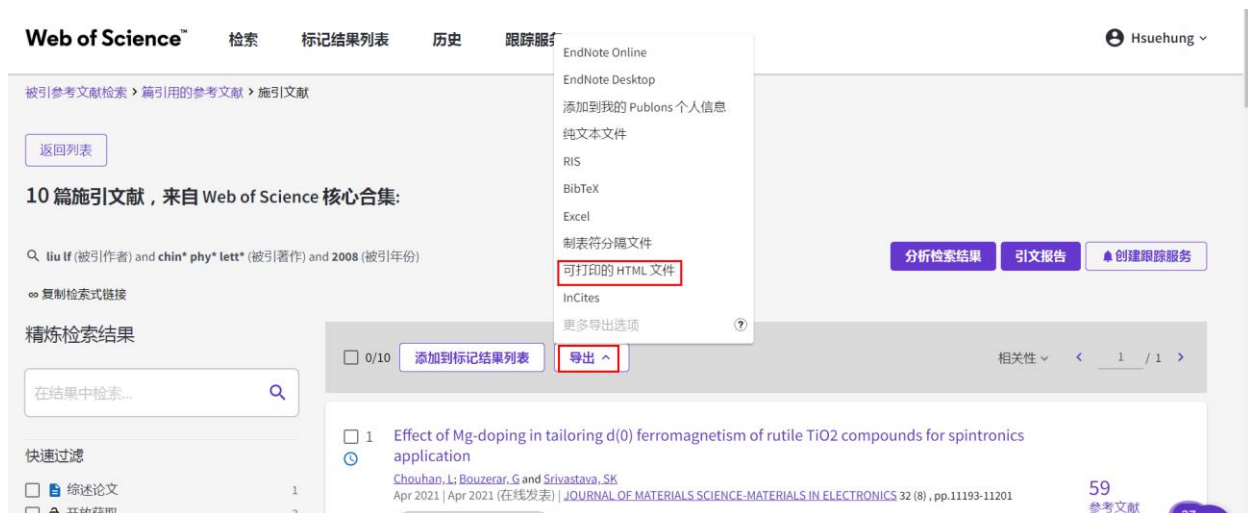 Web of Science™ 检索 标记结果列表 历史 跟踪服务 Hsuehung
被引参考文献检索 > 篇引用的参考文献 > 施引文献
返回列表
10 篇施引文献，来自 Web of Science 核心合集:
liu lf (被引作者) and chin* phy* lett* (被引著作) and 2008 (被引年份)
复制检索式链接
分析检索结果 引文报告 创建跟踪服务
EndNote Online
EndNote Desktop
添加到我的 Publons 个人信息
纯文本文件
RIS
BibTeX
Excel
制表符分隔文件
可打印的 HTML 文件
InCites
更多导出选项 ?
精炼检索结果
在结果中检索...
快速过滤
综述论文 1
0/10 添加到标记结果列表 导出 相关性 < 1 / 1 >
1 Effect of Mg-doping in tailoring d(0) ferromagnetism of rutile TiO2 compounds for spintronics
application
Chouhan, L; Bouzerar, G and Srivastava, SK
Apr 2021 | Apr 2021 (在线发表) | JOURNAL OF MATERIALS SCIENCE-MATERIALS IN ELECTRONICS 32 (8) , pp.11193-11201
59
参考文献